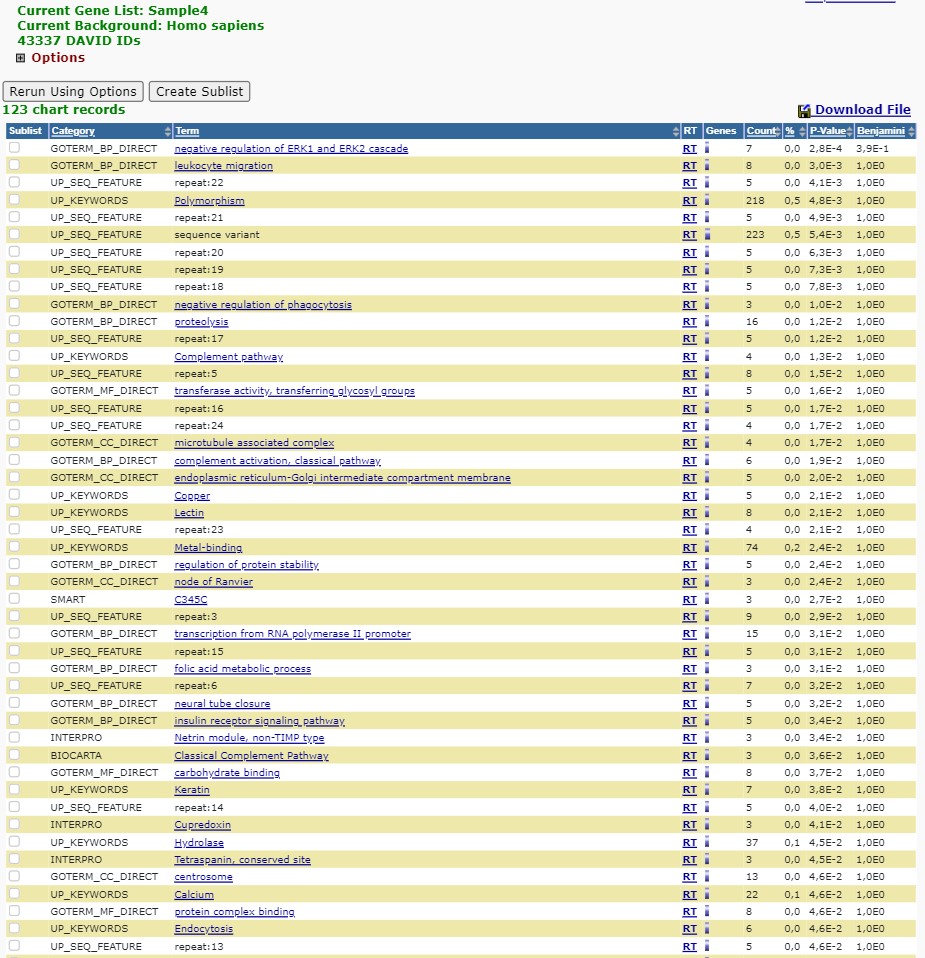 Current Gene List: Sample4
Current Background: Homo sapiens
43337 DAVID IDs
Options
Rerun Using Options Create Sublist
123 chart records Download File
Sublist Category Term RT Genes Count % P-Value Benjamini
GOTERM_BP_DIRECT negative regulation of ERK1 and ERK2 cascade RT 7 0,0 2,8E-4 3,9E-1
GOTERM_BP_DIRECT leukocyte migration RT 8 0,0 3,0E-3 1,0E0
UP_SEQ_FEATURE repeat:22 RT 5 0,0 4,1E-3 1,0E0
UP_KEYWORDS Polymorphism RT 218 0,5 4,8E-3 1,0E0
UP_SEQ_FEATURE repeat:21 RT 5 0,0 4,9E-3 1,0E0
UP_SEQ_FEATURE sequence variant RT 223 0,5 5,4E-3 1,0E0
UP_SEQ_FEATURE repeat:20 RT 5 0,0 6,3E-3 1,0E0
UP_SEQ_FEATURE repeat:19 RT 5 0,0 7,3E-3 1,0E0
UP_SEQ_FEATURE repeat:18 RT 5 0,0 7,8E-3 1,0E0
GOTERM_BP_DIRECT negative regulation of phagocytosis RT 3 0,0 1,0E-2 1,0E0
GOTERM_BP_DIRECT proteolysis RT 16 0,0 1,2E-2 1,0E0
UP_SEQ_FEATURE repeat:17 RT 5 0,0 1,2E-2 1,0E0
UP_KEYWORDS Complement pathway RT 4 0,0 1,3E-2 1,0E0
UP_SEQ_FEATURE repeat:5 RT 8 0,0 1,5E-2 1,0E0
GOTERM_MF_DIRECT transferase activity, transferring glycosyl groups RT 5 0,0 1,6E-2 1,0E0
UP_SEQ_FEATURE repeat:16 RT 5 0,0 1,7E-2 1,0E0
UP_SEQ_FEATURE repeat:24 RT 4 0,0 1,7E-2 1,0E0
GOTERM_CC_DIRECT microtubule associated complex RT 4 0,0 1,7E-2 1,0E0
GOTERM_BP_DIRECT complement activation, classical pathway RT 6 0,0 1,9E-2 1,0E0
GOTERM_CC_DIRECT endoplasmic reticulum-Golgi intermediate compartment membrane RT 5 0,0 2,0E-2 1,0E0
UP_KEYWORDS Copper RT 5 0,0 2,1E-2 1,0E0
UP_KEYWORDS Lectin RT 8 0,0 2,1E-2 1,0E0
UP_SEQ_FEATURE repeat:23 RT 4 0,0 2,1E-2 1,0E0
UP_KEYWORDS Metal-binding RT 74 0,2 2,4E-2 1,0E0
GOTERM_BP_DIRECT regulation of protein stability RT 5 0,0 2,4E-2 1,0E0
GOTERM_CC_DIRECT node of Ranvier RT 3 0,0 2,4E-2 1,0E0
SMART C345C RT 3 0,0 2,7E-2 1,0E0
UP_SEQ_FEATURE repeat:3 RT 9 0,0 2,9E-2 1,0E0
GOTERM_BP_DIRECT transcription from RNA polymerase II promoter RT 15 0,0 3,1E-2 1,0E0
UP_SEQ_FEATURE repeat:15 RT 5 0,0 3,1E-2 1,0E0
GOTERM_BP_DIRECT folic acid metabolic process RT 3 0,0 3,1E-2 1,0E0
UP_SEQ_FEATURE repeat:6 RT 7 0,0 3,2E-2 1,0E0
GOTERM_BP_DIRECT neural tube closure RT 5 0,0 3,2E-2 1,0E0
GOTERM_BP_DIRECT insulin receptor signaling pathway RT 5 0,0 3,4E-2 1,0E0
INTERPRO Netrin module, non-TIMP type RT 3 0,0 3,4E-2 1,0E0
BIOCARTA Classical Complement Pathway RT 3 0,0 3,6E-2 1,0E0
GOTERM_MF_DIRECT carbohydrate binding RT 8 0,0 3,7E-2 1,0E0
UP_KEYWORDS Keratin RT 7 0,0 3,8E-2 1,0E0
UP_SEQ_FEATURE repeat:14 RT 5 0,0 4,0E-2 1,0E0
INTERPRO Cupredoxin RT 3 0,0 4,1E-2 1,0E0
UP_KEYWORDS Hydrolase RT 37 0,1 4,5E-2 1,0E0
INTERPRO Tetraspanin, conserved site RT 3 0,0 4,5E-2 1,0E0
GOTERM_CC_DIRECT centrosome RT 13 0,0 4,6E-2 1,0E0
UP_KEYWORDS Calcium RT 22 0,1 4,6E-2 1,0E0
GOTERM_MF_DIRECT protein complex binding RT 8 0,0 4,6E-2 1,0E0
UP_KEYWORDS Endocytosis RT 6 0,0 4,6E-2 1,0E0
UP_SEQ_FEATURE repeat:13 RT 5 0,0 4,6E-2 1,0E0